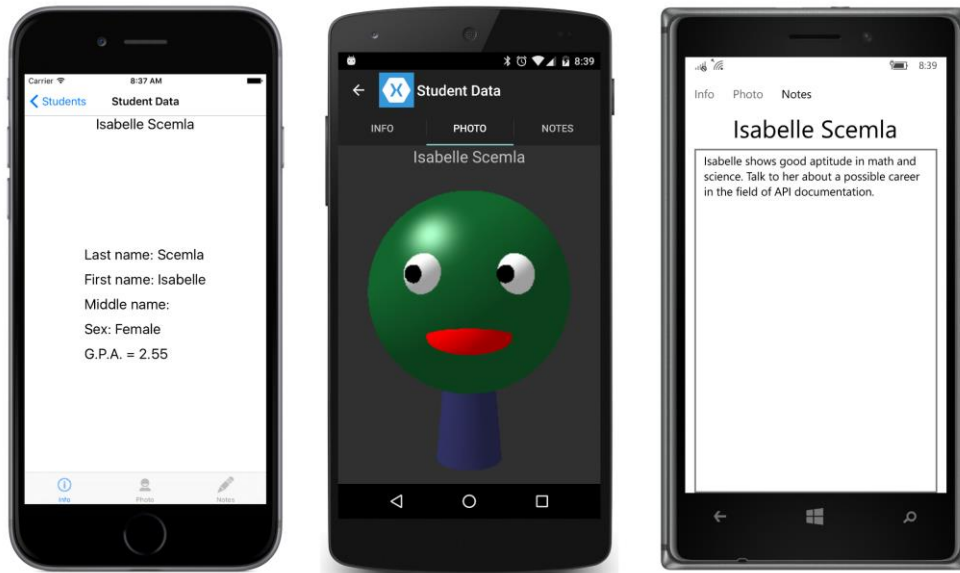 Carrier
8:37 AM
Students
Student Data
Isabelle Scemla
Last name: Scemla
First name: Isabelle
Middle name:
Sex: Female
G.P.A. = 2.55
Info
Photo
Notes
8:39
Student Data
INFO
PHOTO
NOTES
Isabelle Scemla
8:39
Info Photo Notes
Isabelle Scemla
Isabelle shows good aptitude in math and
science. Talk to her about a possible career
in the field of API documentation.